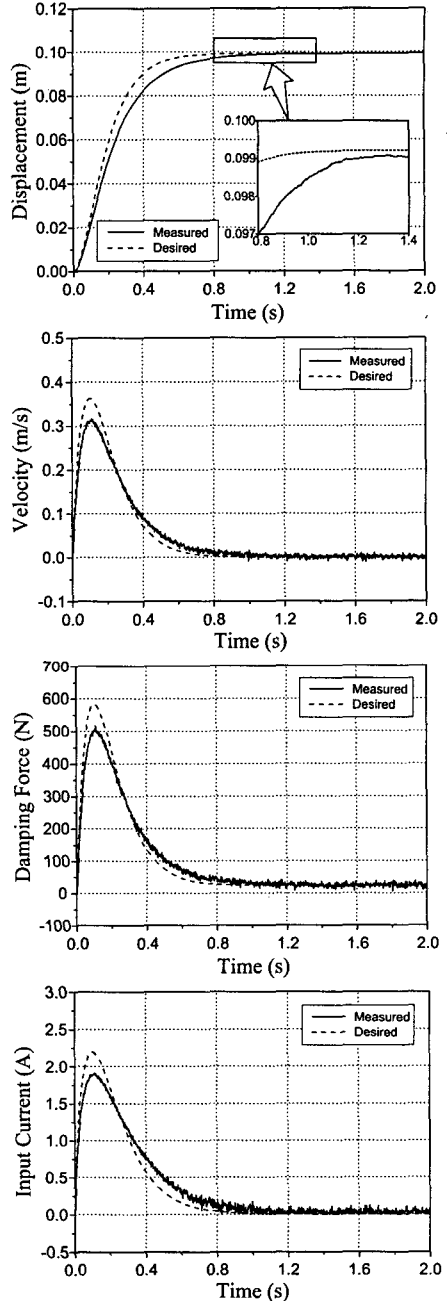 Displacement (m)
0.12
0.10
0.08
0.06
0.04
0.02
0.00
0.100
0.099
0.098
0.097
0.8 1.0 1.2 1.4
Measured
Desired
0.0 0.4 0.8 1.2 1.6 2.0
Time (s)
Velocity (m/s)
0.5
0.4
0.3
0.2
0.1
0.0
-0.1
Measured
Desired
0.0 0.4 0.8 1.2 1.6 2.0
Time (s)
Damping Force (N)
700
600
500
400
300
200
100
0
-100
Measured
Desired
0.0 0.4 0.8 1.2 1.6 2.0
Time (s)
Input Current (A)
3.0
2.5
2.0
1.5
1.0
0.5
0.0
-0.5
Measured
Desired
0.0 0.4 0.8 1.2 1.6 2.0
Time (s)